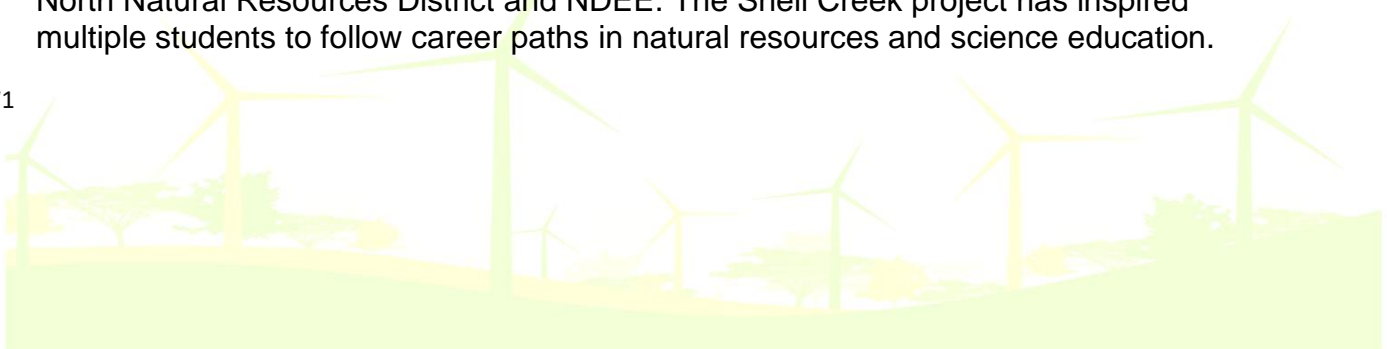 North Natural Resources District and NDEE. The Shell Creek project has inspired
multiple students to follow career paths in natural resources and science education.
1